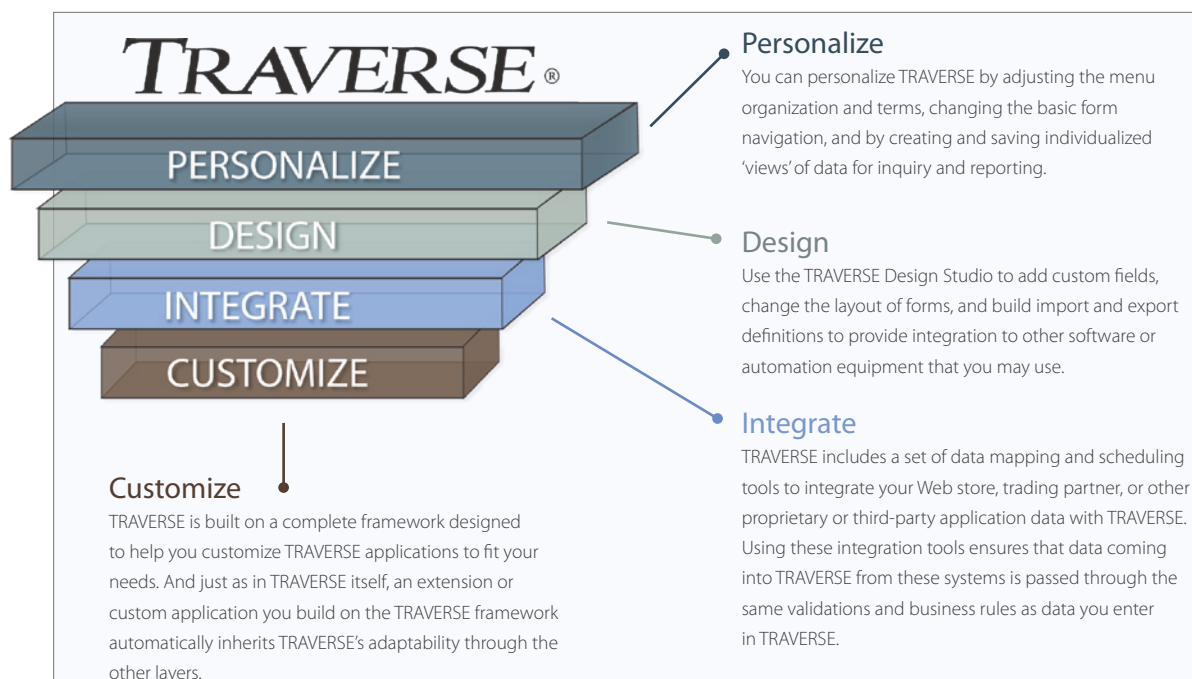 TRAVERSE®
PERSONALIZE
DESIGN
INTEGRATE
CUSTOMIZE
Personalize
You can personalize TRAVERSE by adjusting the menu
organization and terms, changing the basic form
navigation, and by creating and saving individualized
‘views’ of data for inquiry and reporting.
Design
Use the TRAVERSE Design Studio to add custom fields,
change the layout of forms, and build import and export
definitions to provide integration to other software or
automation equipment that you may use.
Integrate
TRAVERSE includes a set of data mapping and scheduling
tools to integrate your Web store, trading partner, or other
proprietary or third-party application data with TRAVERSE.
Using these integration tools ensures that data coming
into TRAVERSE from these systems is passed through the
same validations and business rules as data you enter
in TRAVERSE.
Customize
TRAVERSE is built on a complete framework designed
to help you customize TRAVERSE applications to fit your
needs. And just as in TRAVERSE itself, an extension or
custom application you build on the TRAVERSE framework
automatically inherits TRAVERSE’s adaptability through the
other layers.